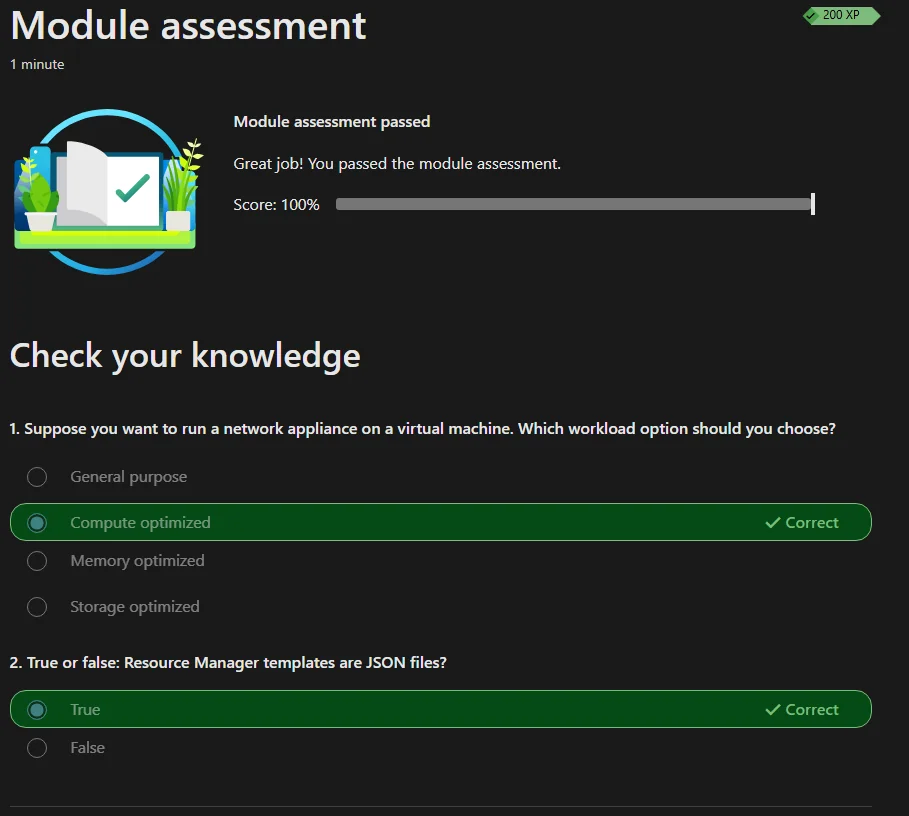 Module assessment
200 XP
1 minute
Module assessment passed
Great job! You passed the module assessment.
Score: 100%
Check your knowledge
1. Suppose you want to run a network appliance on a virtual machine. Which workload option should you choose?
General purpose
Compute optimized
Correct
Memory optimized
Storage optimized
2. True or false: Resource Manager templates are JSON files?
True
Correct
False